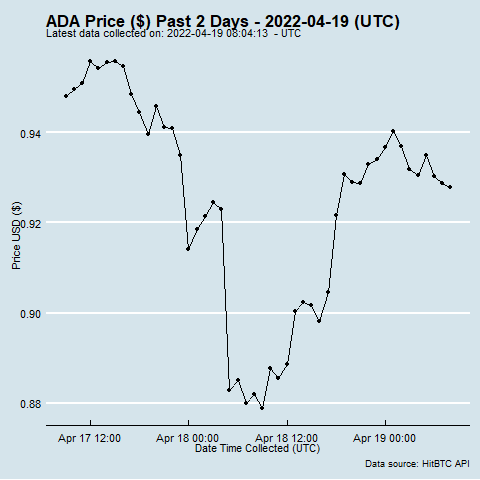 ADA Price ($) Past 2 Days - 2022-04-19 (UTC)
Latest data collected on: 2022-04-19 08:04:13 - UTC
0.94
0.92
0.90
0.88
Price USD ($)
Apr 17 12:00
Apr 18 00:00
Apr 18 12:00
Apr 19 00:00
Date Time Collected (UTC)
Data source: HitBTC API